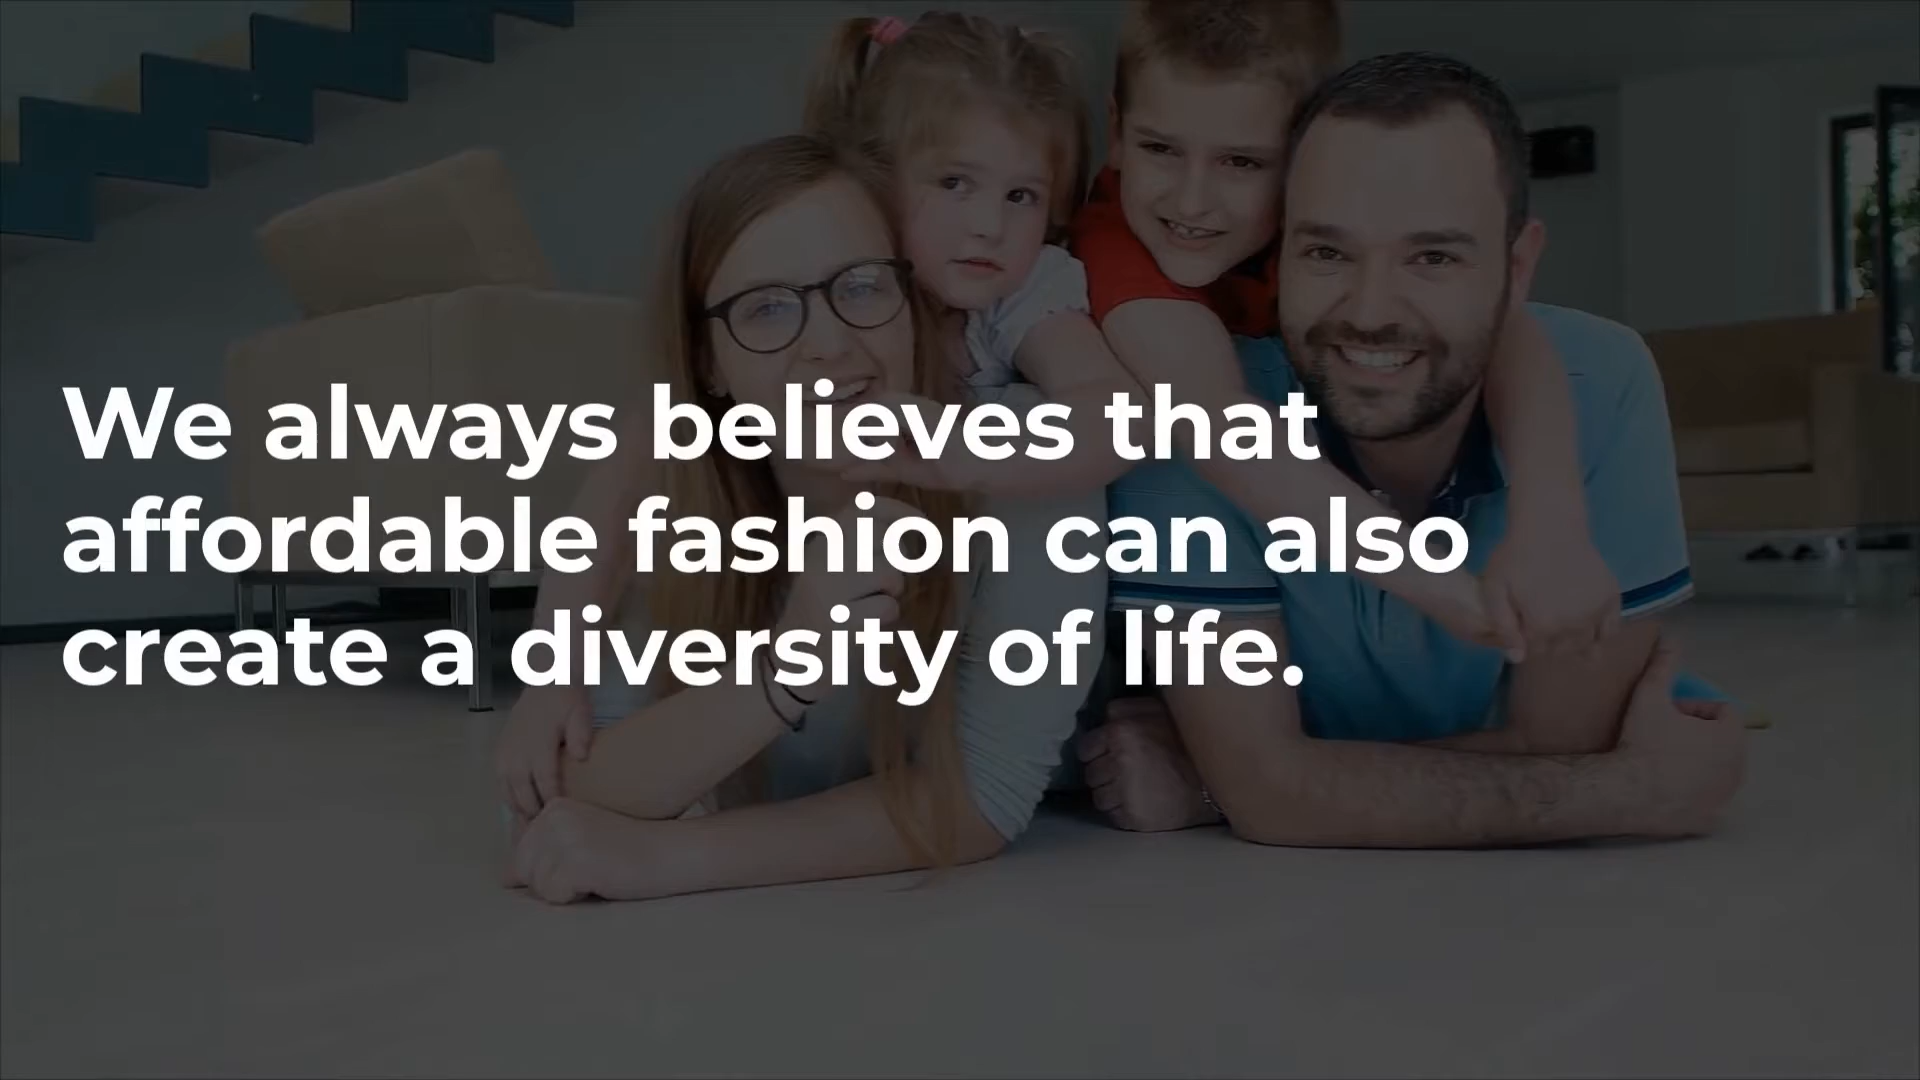 We always believes that
affordable fashion can also
create a diversity of life.